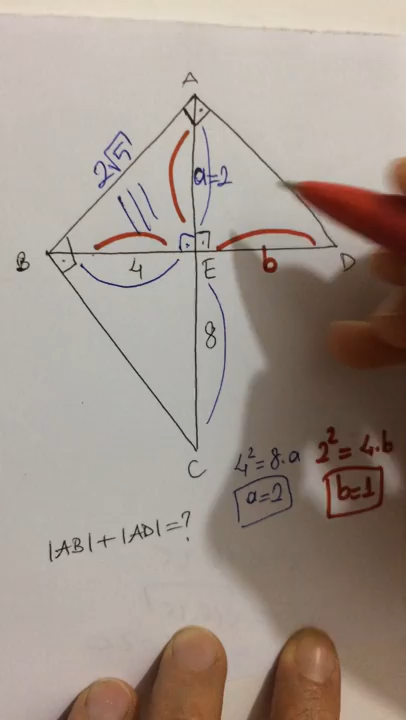 A
2√5
a=2
B
4
E
b
D
8
C
4²=8.a
2²=4.b
a=2
b=1
|AB|+|AD|=?